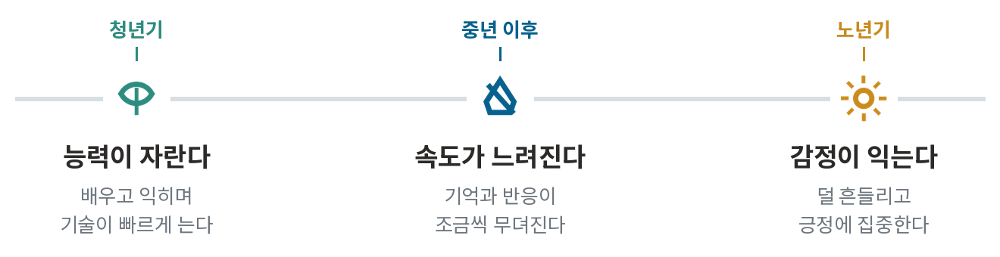 청년기
능력이 자란다
배우고 익히며
기술이 빠르게 는다
중년 이후
속도가 느려진다
기억과 반응이
조금씩 무뎌진다
노년기
감정이 익는다
덜 흔들리고
긍정에 집중한다